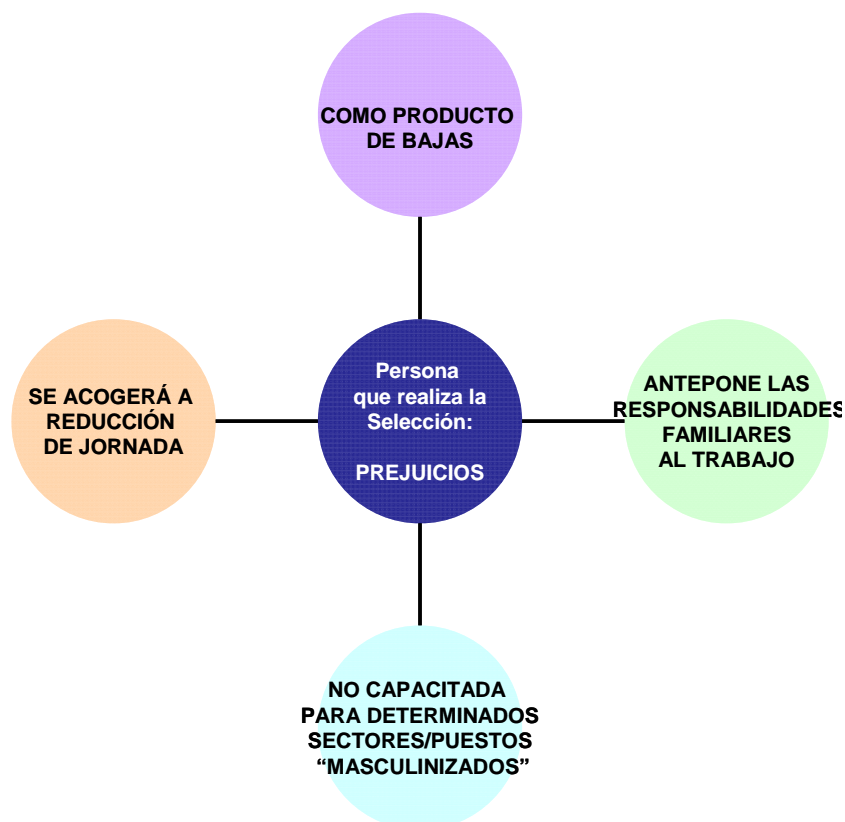 COMO PRODUCTO
DE BAJAS
SE ACOGERÁ A
REDUCCIÓN
DE JORNADA
Persona
que realiza la
Selección:
PREJUICIOS
ANTEPONE LAS
RESPONSABILIDADES
FAMILIARES
AL TRABAJO
NO CAPACITADA
PARA DETERMINADOS
SECTORES/PUESTOS
“MASCULINIZADOS”